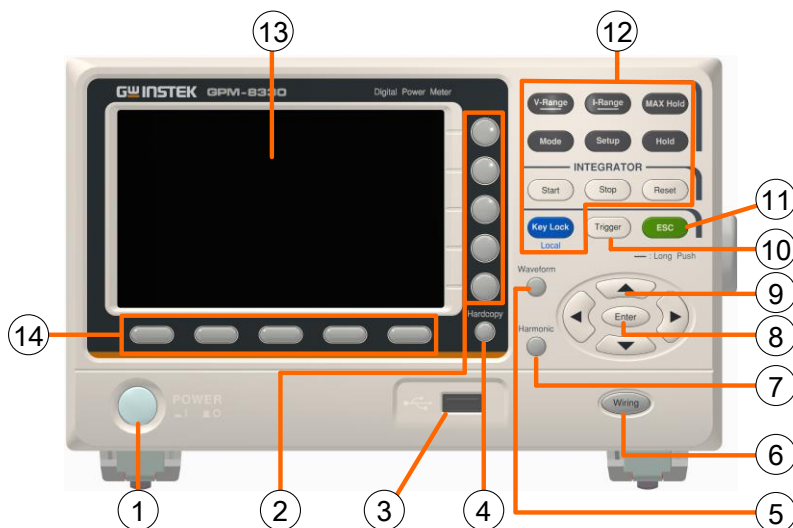 13
12
GWINSTEK GPM-8330
Digital Power Meter
V-Range
I-Range
MAX Hold
Mode
Setup
Hold
INTEGRATOR
Start
Stop
Reset
11
Key Lock
Trigger
ESC
Local
10
— : Long Push
Waveform
9
Hardcopy
Enter
8
14
Harmonic
7
POWER
I
O
Wiring
6
1
2
3
4
5